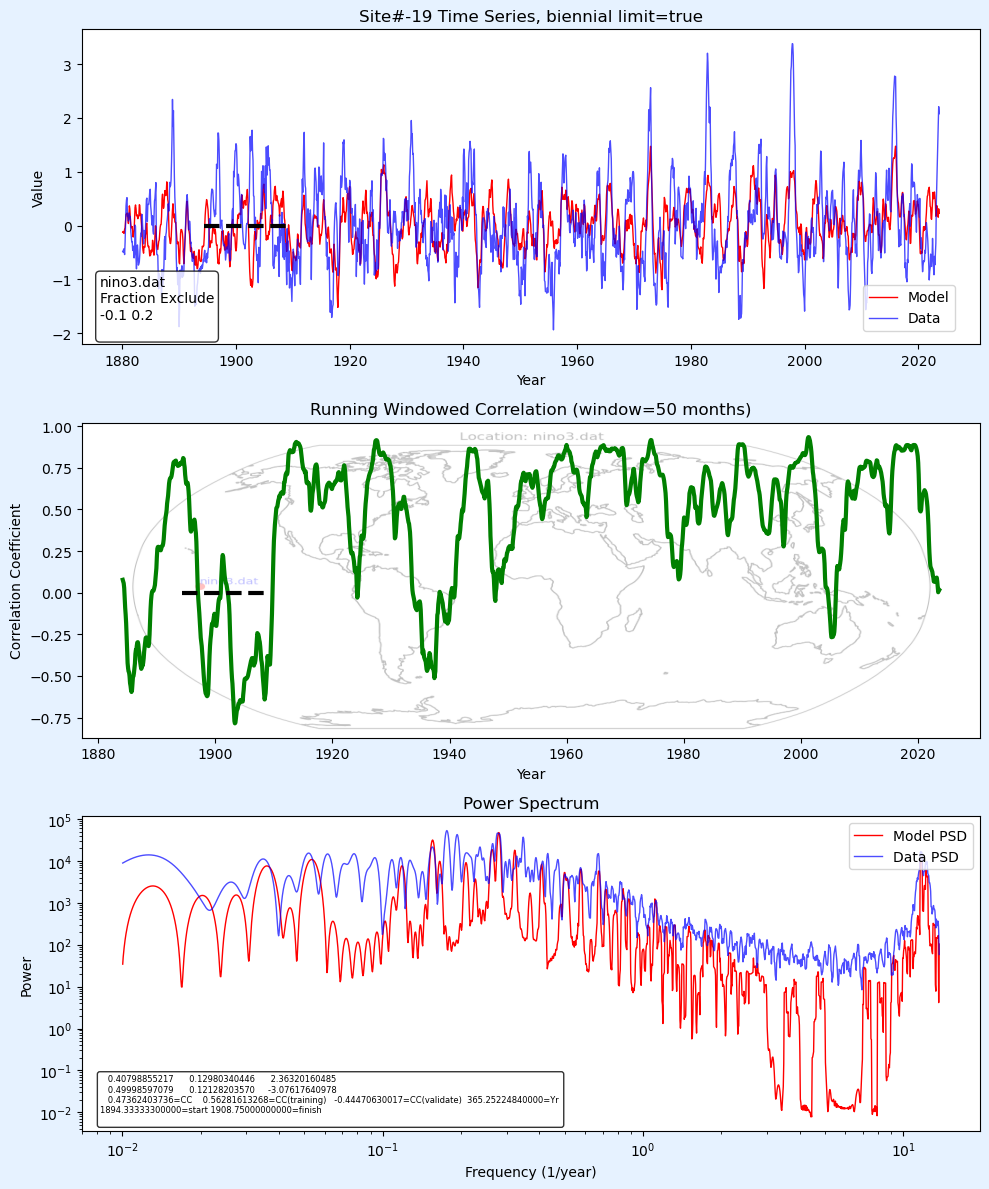 Site#-19 Time Series, biennial limit=true
Value
3
2
1
0
−1
−2
nino3.dat
Fraction Exclude
-0.1 0.2
Model
Data
1880 1900 1920 1940 1960 1980 2000 2020
Year
Running Windowed Correlation (window=50 months)
Location: nino3.dat
Correlation Coefficient
1.00
0.75
0.50
0.25
0.00
−0.25
−0.50
−0.75
nino3.dat
1880 1900 1920 1940 1960 1980 2000 2020
Year
Power Spectrum
Power
10^5
10^4
10^3
10^2
10^1
10^0
10^−1
10^−2
Model PSD
Data PSD
0.40798855217 0.12980340446 2.36320160485
0.49998597079 0.12128203570 -3.07617640978
0.47362403736=CC 0.56281613268=CC(training) -0.44470630017=CC(validate) 365.25224840000=Yr
1894.33333300000=start 1908.75000000000=finish
10^−2 10^−1 10^0 10^1
Frequency (1/year)